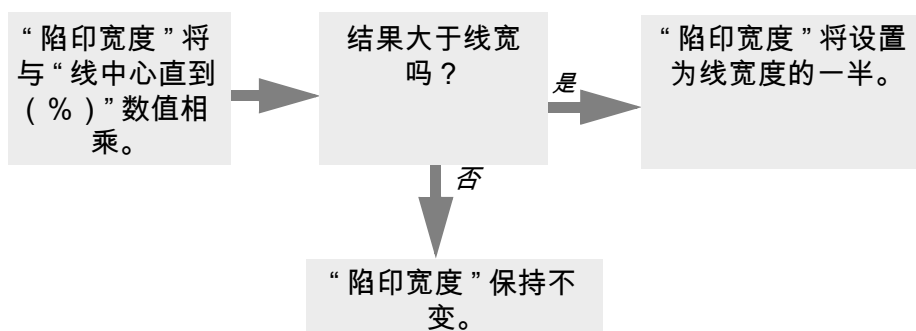 “陷印宽度”将
与“线中心直到
（%）”数值相
乘。
结果大于线宽
吗？
是
“陷印宽度”将设置
为线宽度的一半。
否
“陷印宽度”保持不
变。